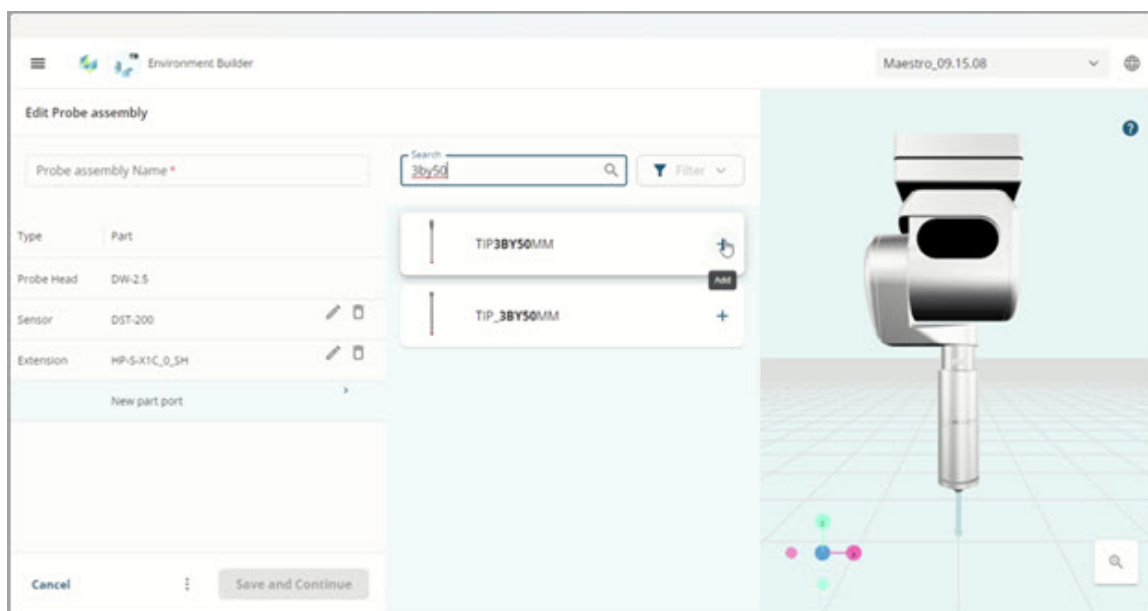 Environment Builder
Maestro_09.15.08
Edit Probe assembly
Probe assembly Name *
Search
3by50
Filter
Type Part
Probe Head DW-2.5
Sensor DST-200
Extension HP-S-X1C_0_SH
New part port
TIP3BY50MM
Add
TIP_3BY50MM
Cancel
Save and Continue